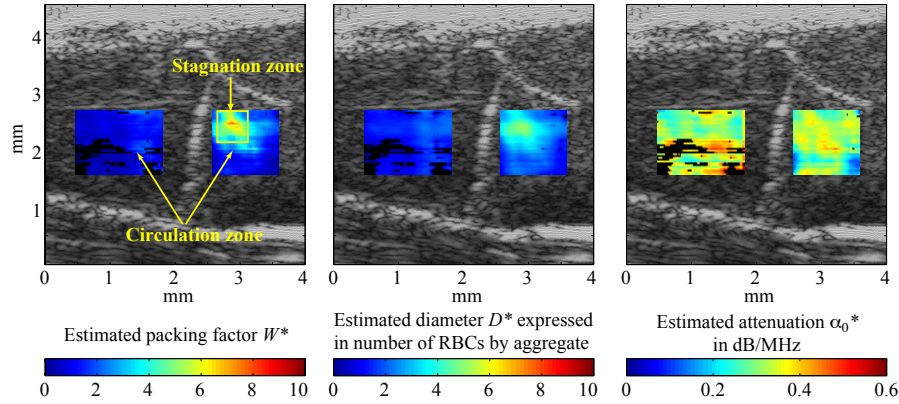 4
3
2
1
mm
Stagnation zone
Circulation zone
0 1 2 3 4
mm
0 1 2 3 4
mm
0 1 2 3 4
mm
Estimated packing factor W*
0 2 4 6 8 10
Estimated diameter D* expressed
in number of RBCs by aggregate
0 2 4 6 8 10
Estimated attenuation α₀*
in dB/MHz
0 0.2 0.4 0.6